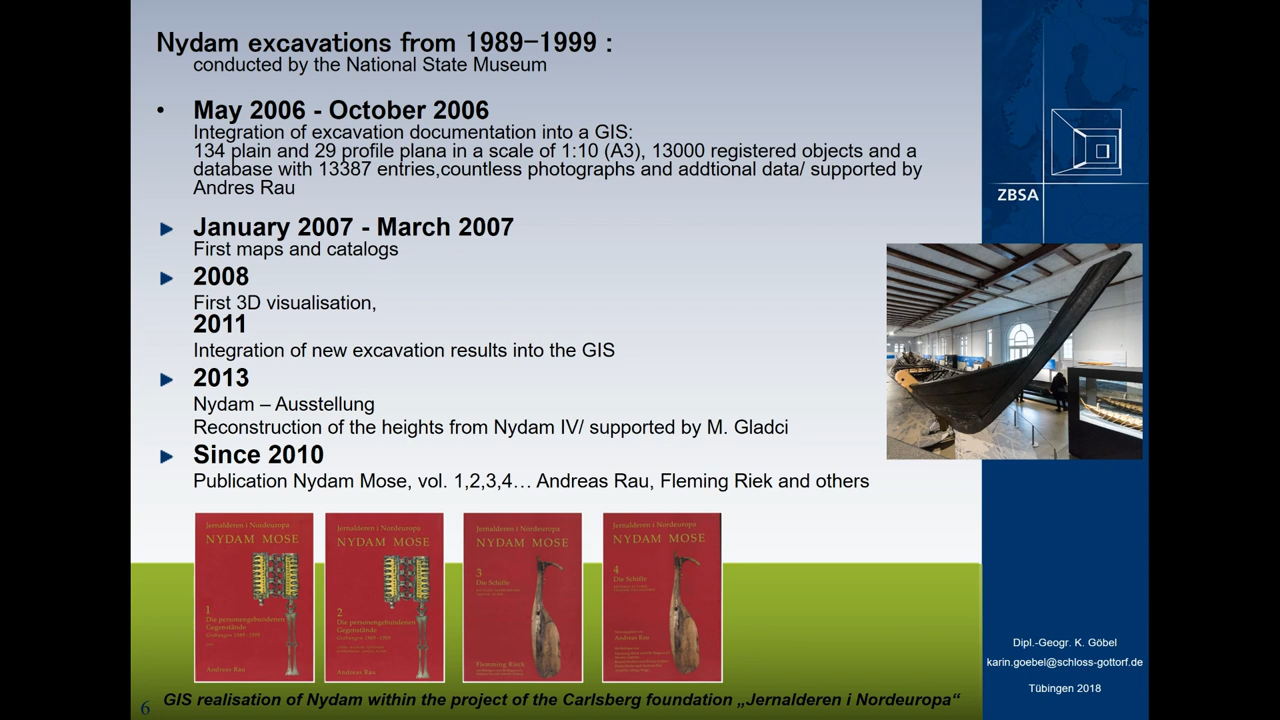 Nydam excavations from 1989-1999 :
conducted by the National State Museum
• May 2006 - October 2006
Integration of excavation documentation into a GIS:
134 plain and 29 profile plana in a scale of 1:10 (A3), 13000 registered objects and a
database with 13387 entries,countless photographs and addtional data/ supported by
Andres Rau
January 2007 - March 2007
First maps and catalogs
2008
First 3D visualisation,
2011
Integration of new excavation results into the GIS
2013
Nydam – Ausstellung
Reconstruction of the heights from Nydam IV/ supported by M. Gladci
Since 2010
Publication Nydam Mose, vol. 1,2,3,4… Andreas Rau, Fleming Riek and others
Jernalderen i Nordeuropa
NYDAM MOSE
1
Die personengebundenen
Gegenstände
Grabungen 1989-1999
Andreas Rau
Jernalderen i Nordeuropa
NYDAM MOSE
2
Die personengebundenen
Gegenstände
Grabungen 1989-1999
Andreas Rau
Jernalderen i Nordeuropa
NYDAM MOSE
3
Die Schiffe
Flemming Rieck
Jernalderen i Nordeuropa
NYDAM MOSE
4
Die Schiffe
Andreas Rau
6
GIS realisation of Nydam within the project of the Carlsberg foundation „Jernalderen i Nordeuropa“
ZBSA
Dipl.-Geogr. K. Göbel
karin.goebel@schloss-gottorf.de
Tübingen 2018